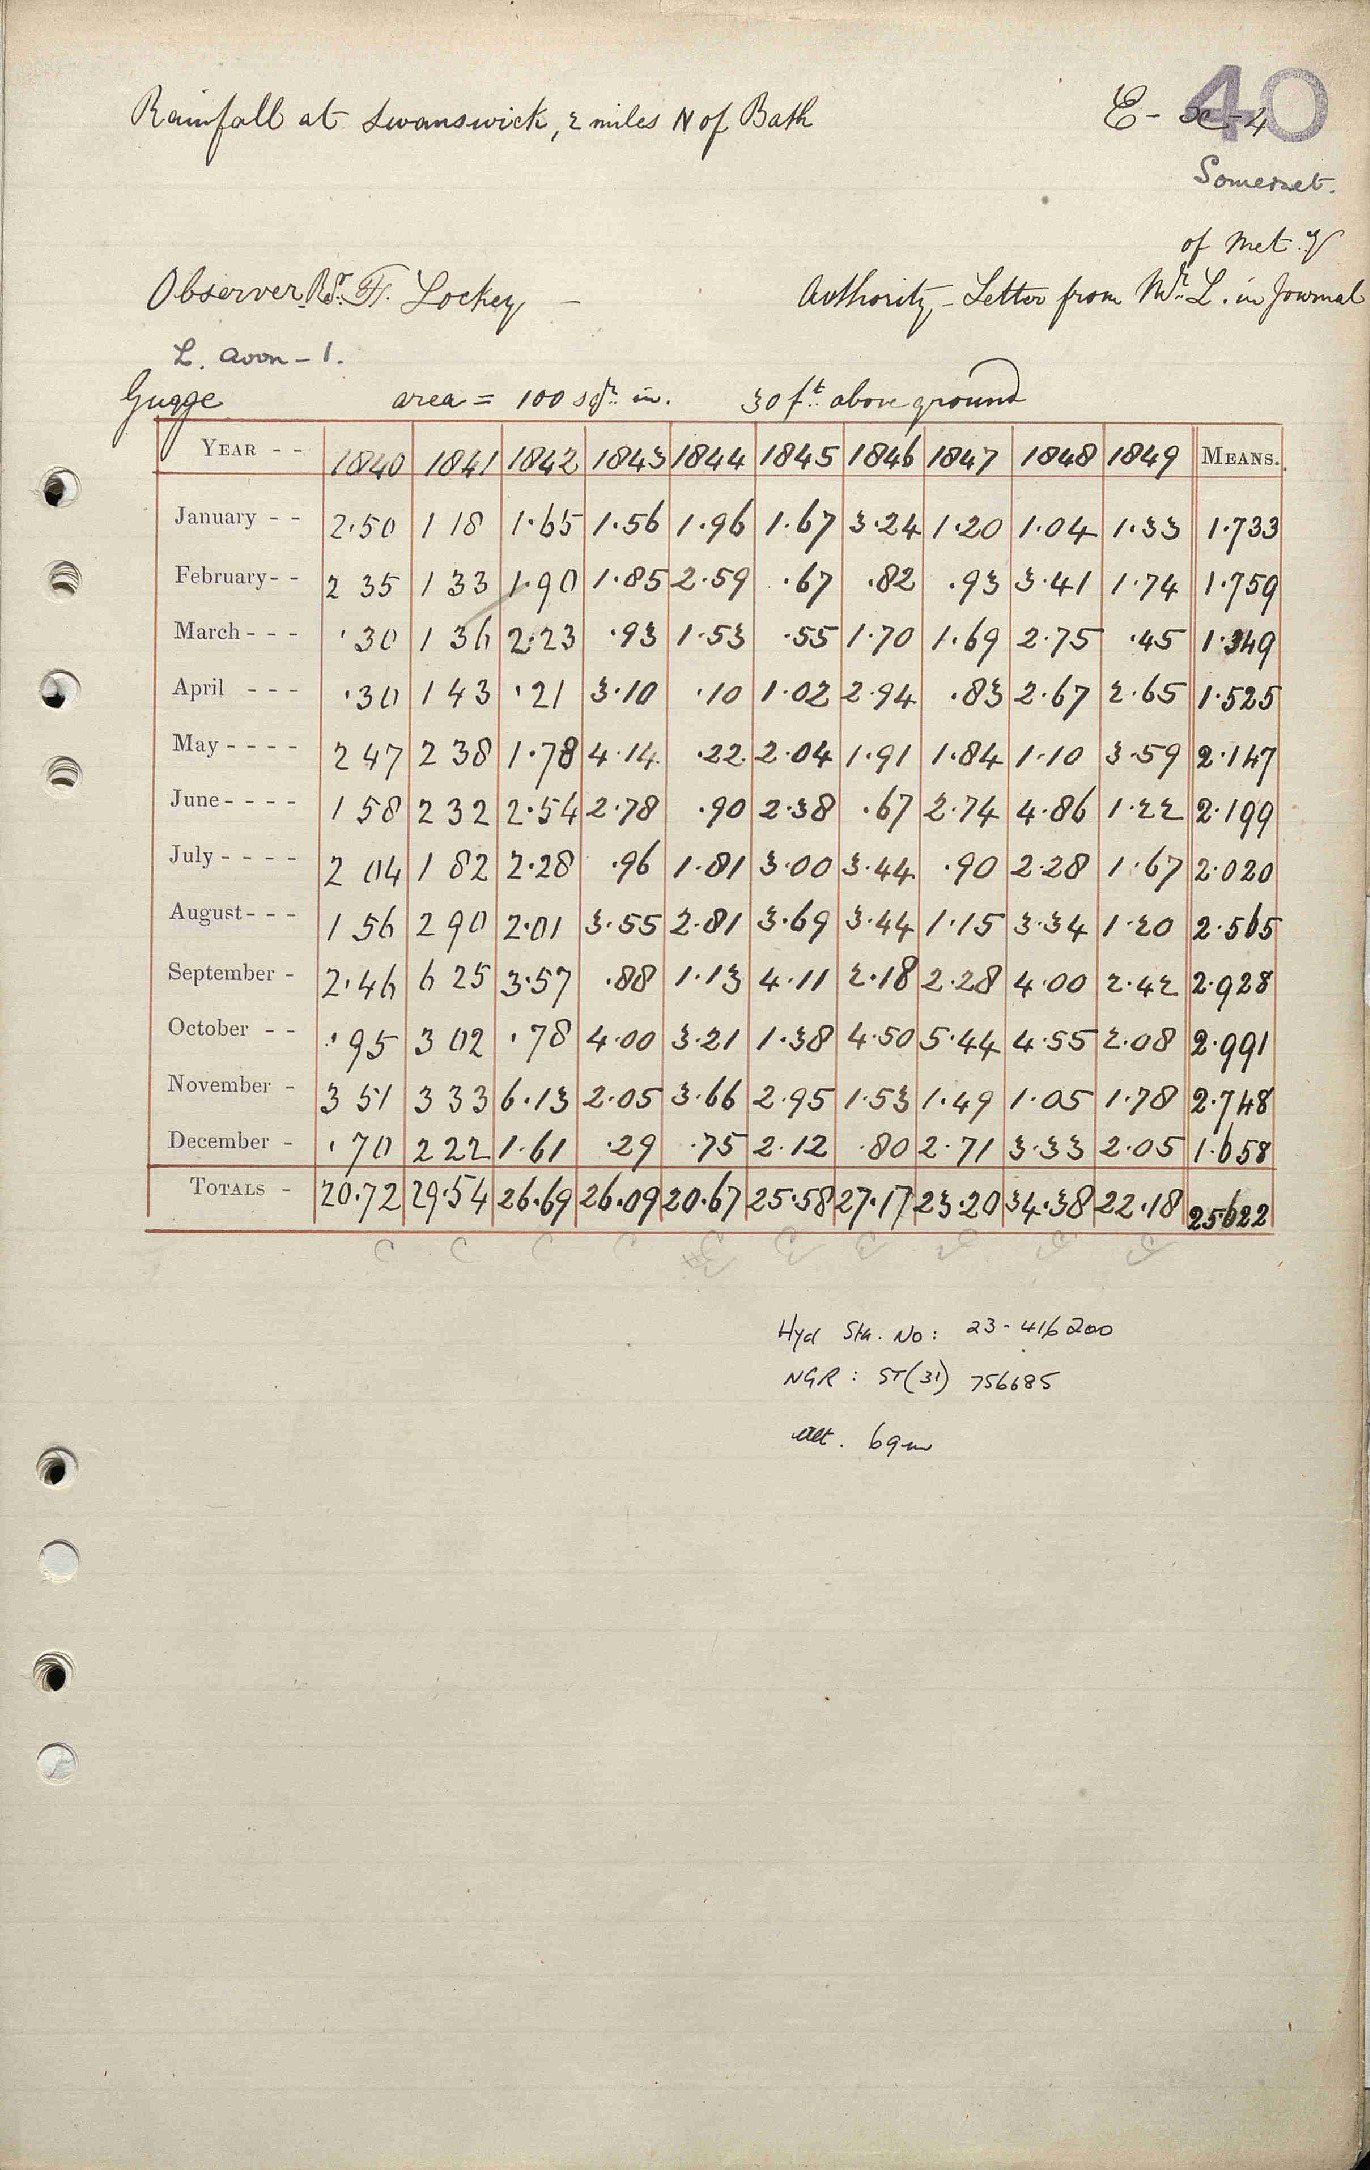 40
Rainfall at Swanswick, 2 miles N of Bath E-x-4
Somerset.
of Met. Sy
Observer Rd. F. Lockey — Authority - Letter from Mr. L. in Journal
L. Avon - 1.
Guage area = 100 sqr in. 30 ft. above ground
YEAR - - 1840 1841 1842 1843 1844 1845 1846 1847 1848 1849 MEANS.
January - - 2.50 1 18 1.65 1.56 1.96 1.67 3.24 1.20 1.04 1.33 1.733
February - - 2 35 1 33 1.90 1.85 2.59 .67 .82 .93 3.41 1.74 1.759
March - - - .30 1 36 2.23 .93 1.53 .55 1.70 1.69 2.75 .45 1.349
April - - - .30 1 43 .21 3.10 .10 1.02 2.94 .83 2.67 2.65 1.525
May - - - - 2 47 2 38 1.78 4.14 .22 2.04 1.91 1.84 1.10 3.59 2.147
June - - - - 1 58 2 32 2.54 2.78 .90 2.38 .67 2.74 4.86 1.22 2.199
July - - - - 2 04 1 82 2.28 .96 1.81 3.00 3.44 .90 2.28 1.67 2.020
August - - - 1 56 2 90 2.01 3.55 2.81 3.69 3.44 1.15 3.34 1.20 2.565
September - 2.46 6 25 3.57 .88 1.13 4.11 2.18 2.28 4.00 2.42 2.928
October - - .95 3 02 .78 4.00 3.21 1.38 4.50 5.44 4.55 2.08 2.991
November - 3 51 3 33 6.13 2.05 3.66 2.95 1.53 1.49 1.05 1.78 2.748
December - .70 2 22 1.61 .29 .75 2.12 .80 2.71 3.33 2.05 1.658
TOTALS - 20.72 29.54 26.69 26.09 20.67 25.58 27.17 23.20 34.38 22.18 25.622
C C C C
Hyd Sta. No: 23-416200
NGR: ST(31) 756685
Alt. 69m